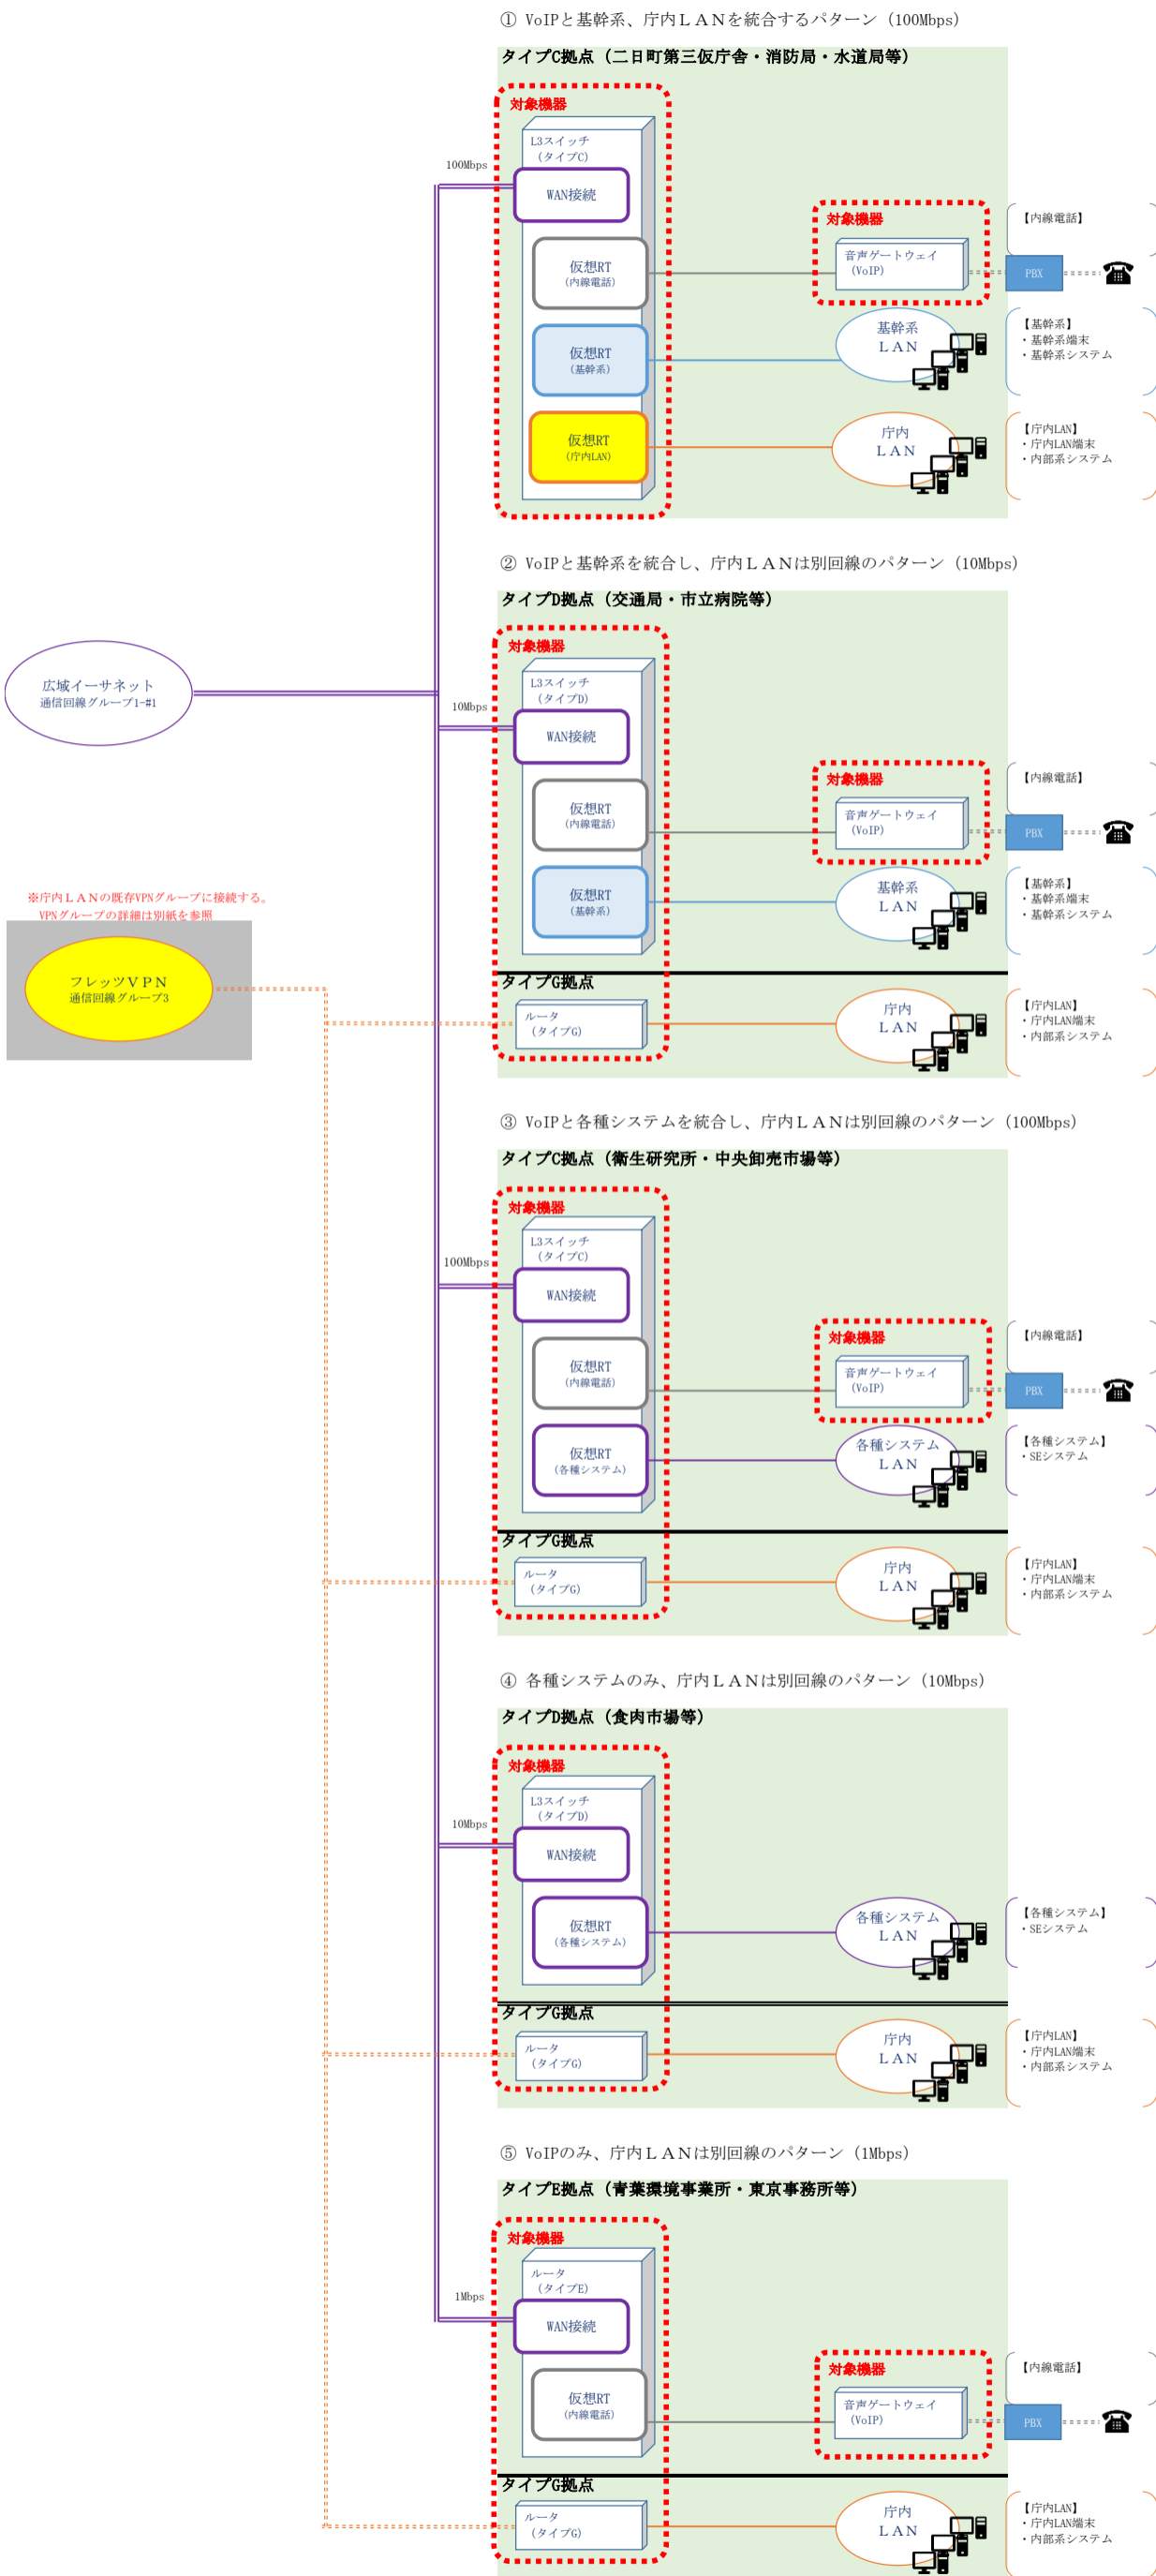 ① VoIPと基幹系、庁内ＬＡＮを統合するパターン（100Mbps）
タイプC拠点（二日町第三仮庁舎・消防局・水道局等）
対象機器
L3スイッチ
（タイプC）
100Mbps
WAN接続
仮想RT
（内線電話）
対象機器
音声ゲートウェイ
（VoIP）
【内線電話】
PBX
仮想RT
（基幹系）
基幹系
ＬＡＮ
【基幹系】
・基幹系端末
・基幹系システム
仮想RT
（庁内LAN）
庁内
ＬＡＮ
【庁内LAN】
・庁内LAN端末
・内部系システム
② VoIPと基幹系を統合し、庁内ＬＡＮは別回線のパターン（10Mbps）
タイプD拠点（交通局・市立病院等）
対象機器
L3スイッチ
（タイプD）
広域イーサネット
通信回線グループ1-#1
10Mbps
WAN接続
仮想RT
（内線電話）
対象機器
音声ゲートウェイ
（VoIP）
【内線電話】
PBX
仮想RT
（基幹系）
基幹系
ＬＡＮ
【基幹系】
・基幹系端末
・基幹系システム
※庁内ＬＡＮの既存VPNグループに接続する。
VPNグループの詳細は別紙を参照
フレッツＶＰＮ
通信回線グループ3
タイプG拠点
ルータ
（タイプG）
庁内
ＬＡＮ
【庁内LAN】
・庁内LAN端末
・内部系システム
③ VoIPと各種システムを統合し、庁内ＬＡＮは別回線のパターン（100Mbps）
タイプC拠点（衛生研究所・中央卸売市場等）
対象機器
L3スイッチ
（タイプC）
100Mbps
WAN接続
仮想RT
（内線電話）
対象機器
音声ゲートウェイ
（VoIP）
【内線電話】
PBX
仮想RT
（各種システム）
各種システム
ＬＡＮ
【各種システム】
・SEシステム
タイプG拠点
ルータ
（タイプG）
庁内
ＬＡＮ
【庁内LAN】
・庁内LAN端末
・内部系システム
④ 各種システムのみ、庁内ＬＡＮは別回線のパターン（10Mbps）
タイプD拠点（食肉市場等）
対象機器
L3スイッチ
（タイプD）
10Mbps
WAN接続
仮想RT
（各種システム）
各種システム
ＬＡＮ
【各種システム】
・SEシステム
タイプG拠点
ルータ
（タイプG）
庁内
ＬＡＮ
【庁内LAN】
・庁内LAN端末
・内部系システム
⑤ VoIPのみ、庁内ＬＡＮは別回線のパターン（1Mbps）
タイプE拠点（青葉環境事業所・東京事務所等）
対象機器
ルータ
（タイプE）
1Mbps
WAN接続
仮想RT
（内線電話）
対象機器
音声ゲートウェイ
（VoIP）
【内線電話】
PBX
タイプG拠点
ルータ
（タイプG）
庁内
ＬＡＮ
【庁内LAN】
・庁内LAN端末
・内部系システム